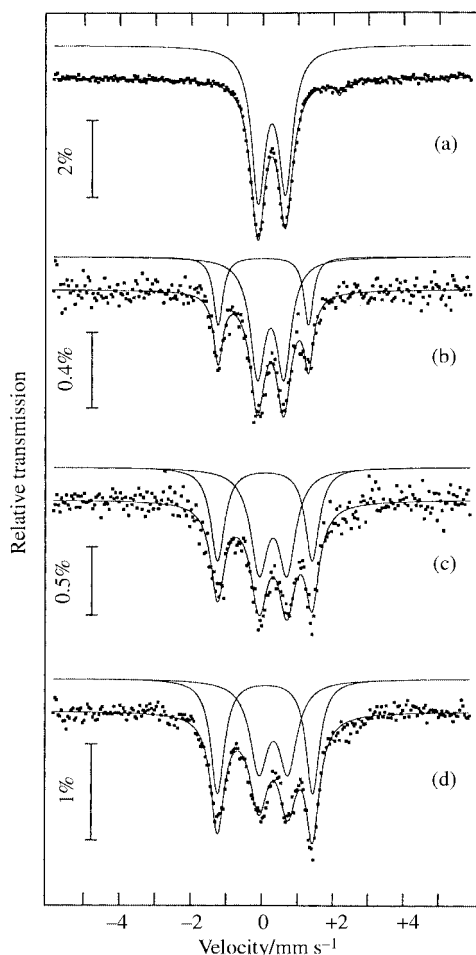 (a)
2%
(b)
0.4%
Relative transmission
(c)
0.5%
(d)
1%
−4 −2 0 +2 +4
Velocity/mm s⁻¹